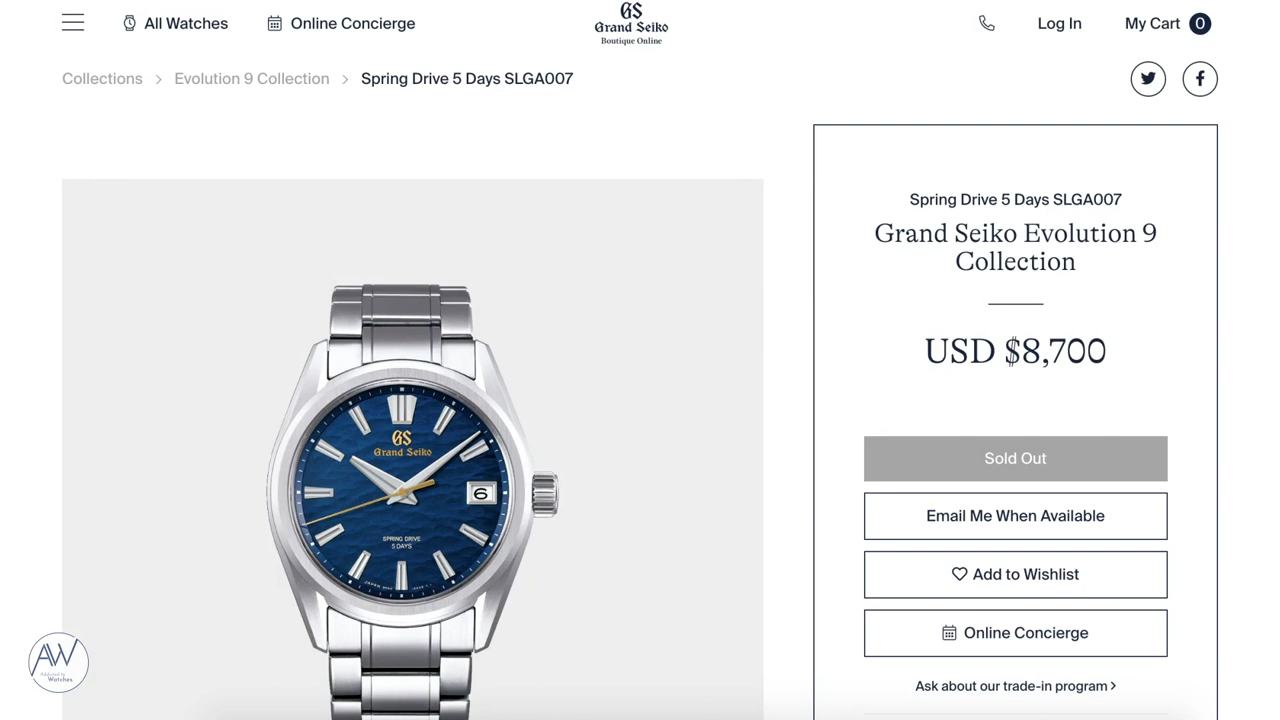 All Watches
Online Concierge
GS
Grand Seiko
Boutique Online
Log In
My Cart 0
Collections > Evolution 9 Collection > Spring Drive 5 Days SLGA007
Spring Drive 5 Days SLGA007
Grand Seiko Evolution 9
Collection
USD $8,700
Sold Out
Email Me When Available
Add to Wishlist
Online Concierge
Ask about our trade-in program >
GS
Grand Seiko
6
SPRING DRIVE
5 DAYS
AW
Addicted to
Watches